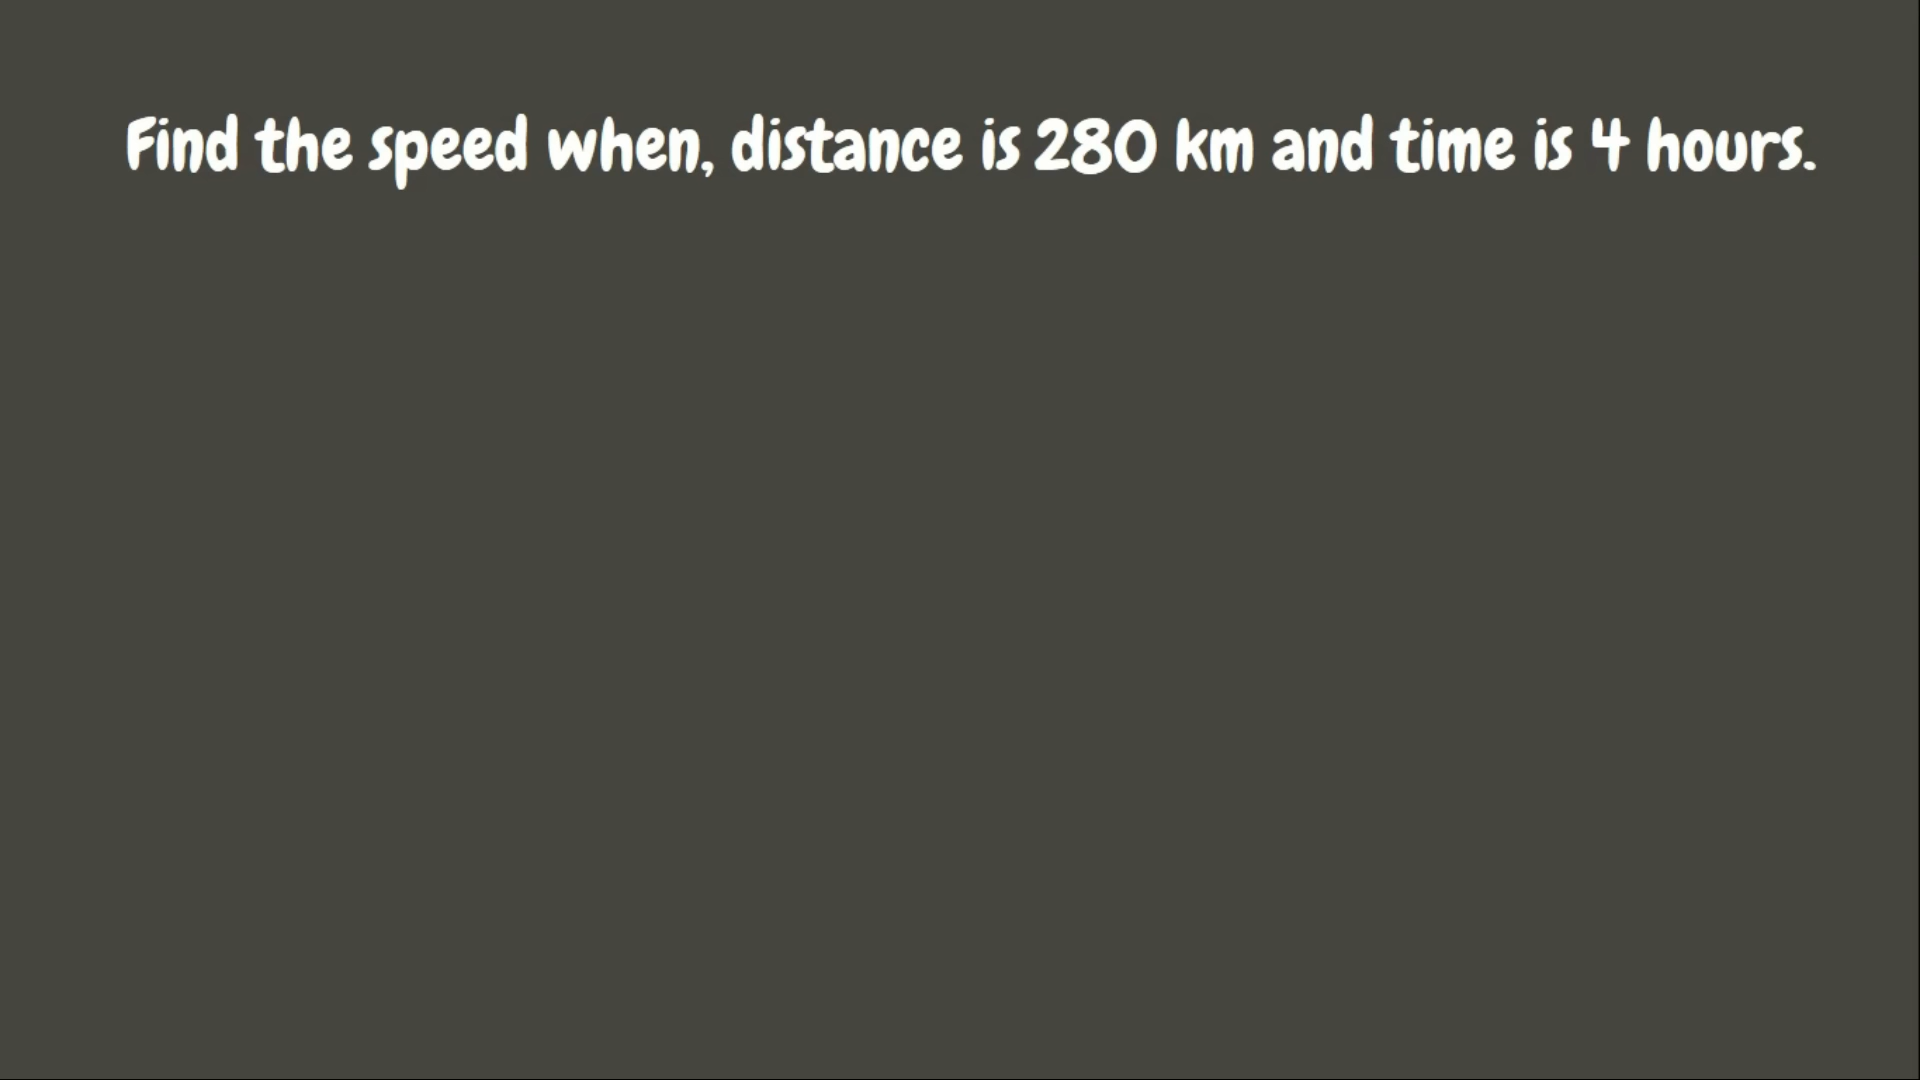 Find the speed when, distance is 280 km and time is 4 hours.